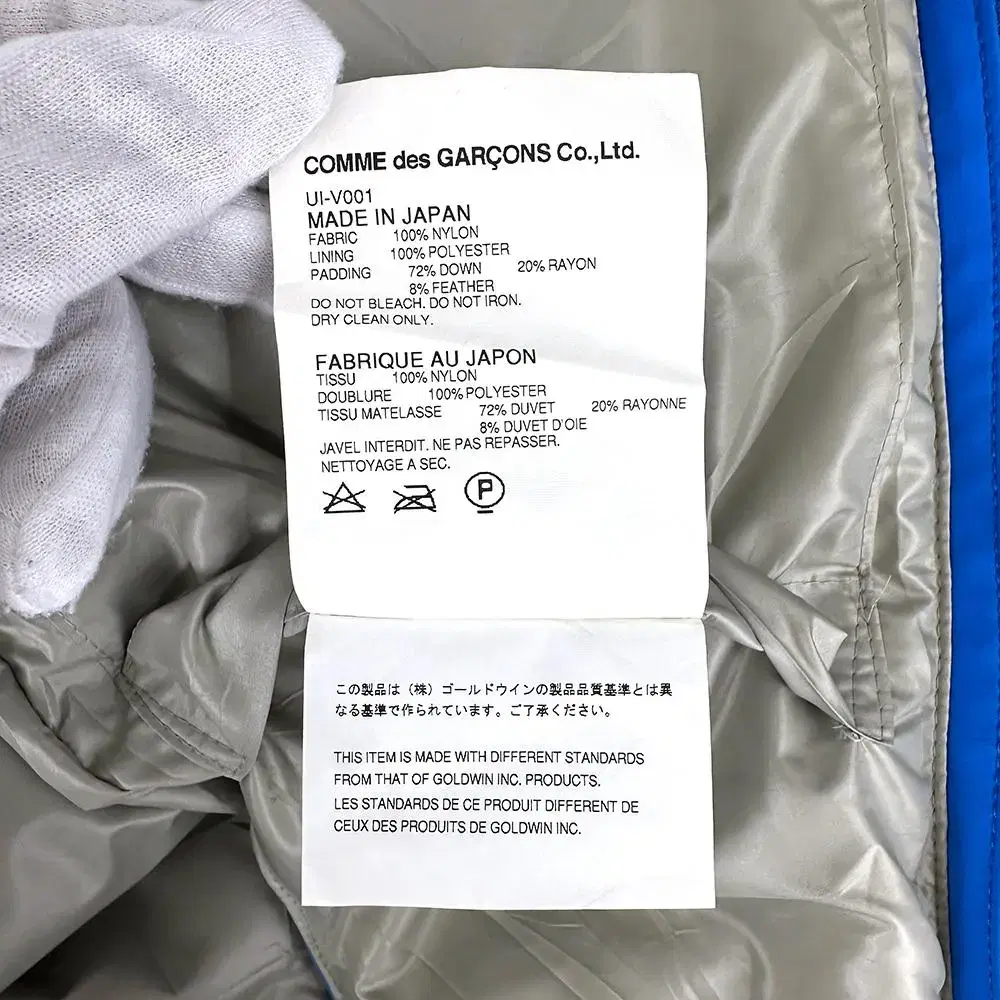 COMME des GARÇONS Co.,Ltd.
UI-V001
MADE IN JAPAN
FABRIC 100% NYLON
LINING 100% POLYESTER
PADDING 72% DOWN 20% RAYON
8% FEATHER
DO NOT BLEACH. DO NOT IRON.
DRY CLEAN ONLY.
FABRIQUE AU JAPON
TISSU 100% NYLON
DOUBLURE 100% POLYESTER
TISSU MATELASSE 72% DUVET 20% RAYONNE
8% DUVET D'OIE
JAVEL INTERDIT. NE PAS REPASSER.
NETTOYAGE A SEC.
P
この製品は（株）ゴールドウインの製品品質基準とは異
なる基準で作られています。ご了承ください。
THIS ITEM IS MADE WITH DIFFERENT STANDARDS
FROM THAT OF GOLDWIN INC. PRODUCTS.
LES STANDARDS DE CE PRODUIT DIFFERENT DE
CEUX DES PRODUITS DE GOLDWIN INC.